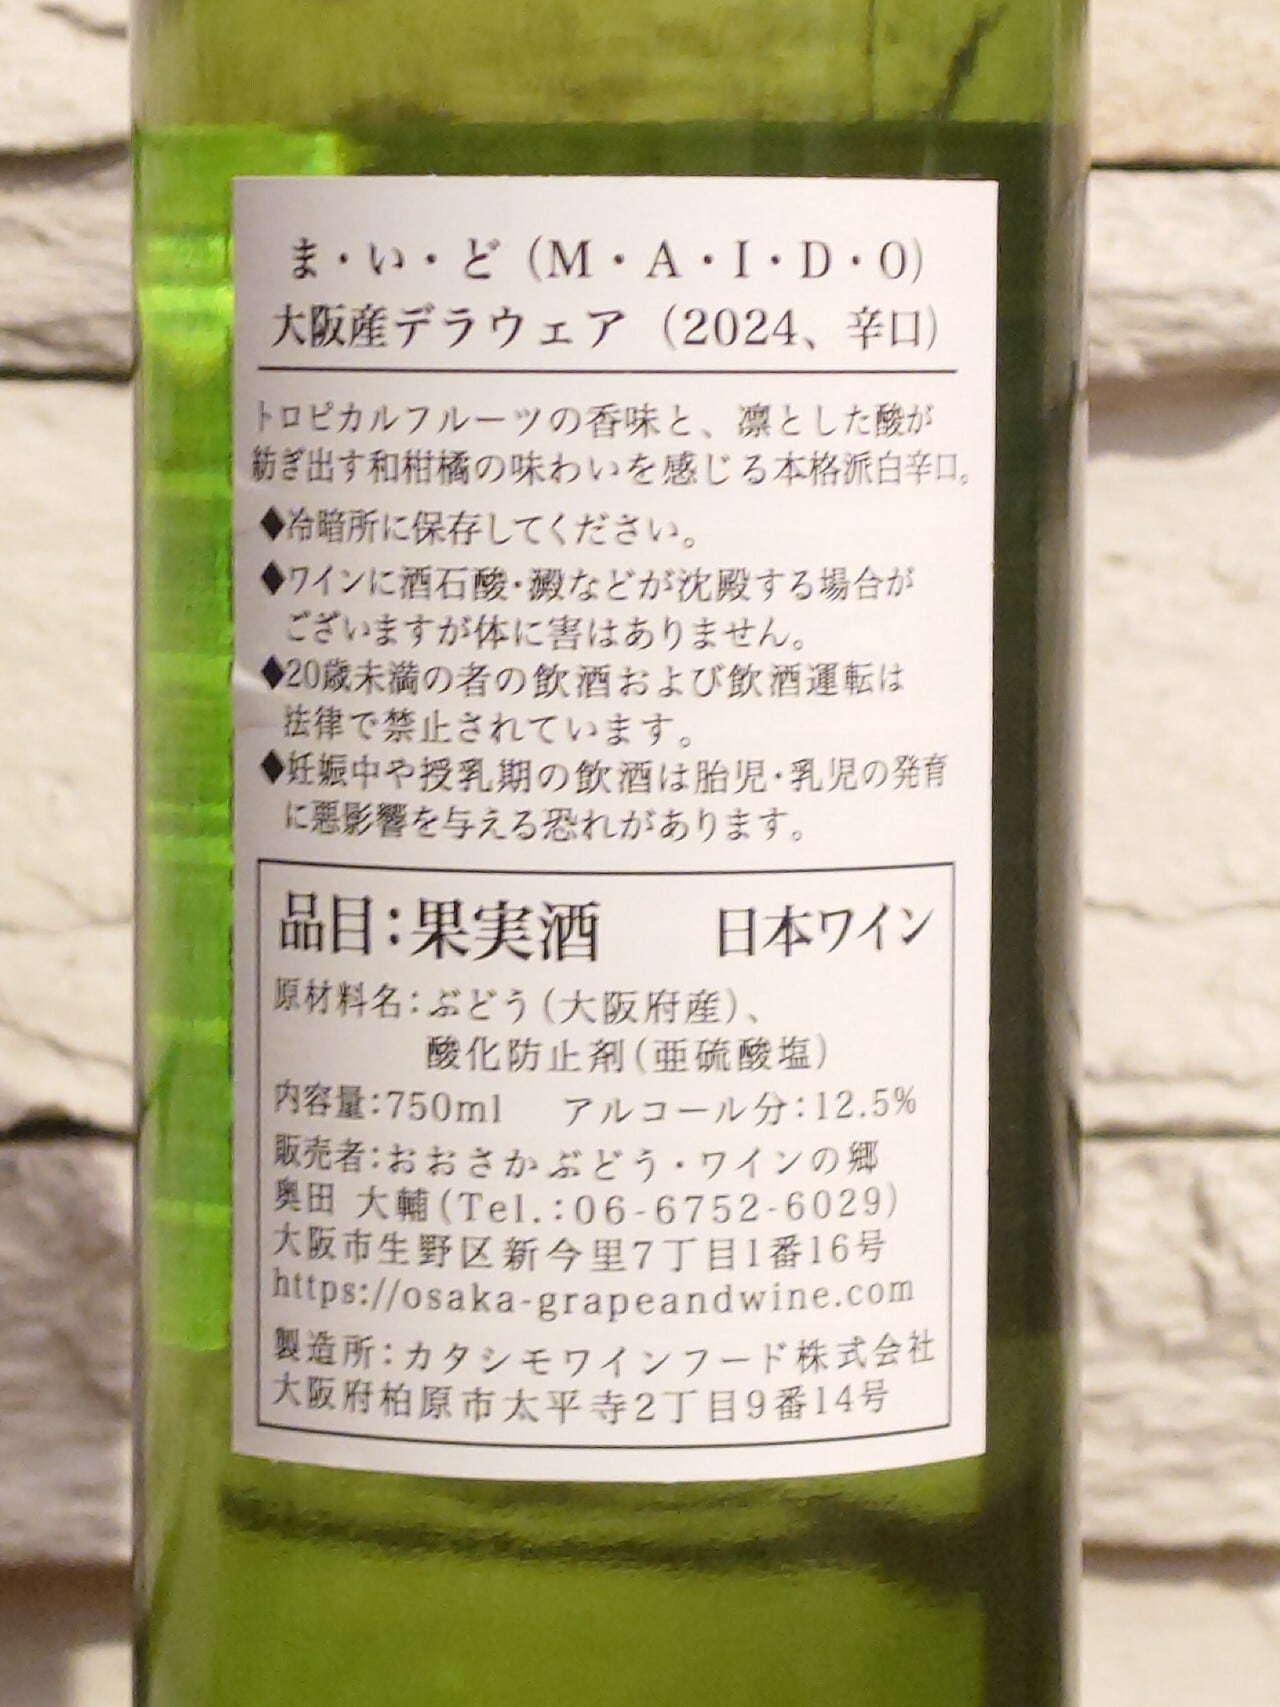 ま・い・ど（M・A・I・D・O）
大阪産デラウェア（2024、辛口）
トロピカルフルーツの香味と、凛とした酸が
紡ぎ出す和柑橘の味わいを感じる本格派白辛口。
◆冷暗所に保存してください。
◆ワインに酒石酸・澱などが沈殿する場合が
ございますが体に害はありません。
◆20歳未満の者の飲酒および飲酒運転は
法律で禁止されています。
◆妊娠中や授乳期の飲酒は胎児・乳児の発育
に悪影響を与える恐れがあります。
品目：果実酒　日本ワイン
原材料名：ぶどう（大阪府産）、
酸化防止剤（亜硫酸塩）
内容量：750ml　アルコール分：12.5%
販売者：おおさかぶどう・ワインの郷
奥田 大輔（Tel.：06-6752-6029）
大阪市生野区新今里7丁目1番16号
https://osaka-grapeandwine.com
製造所：カタシモワインフード株式会社
大阪府柏原市太平寺2丁目9番14号